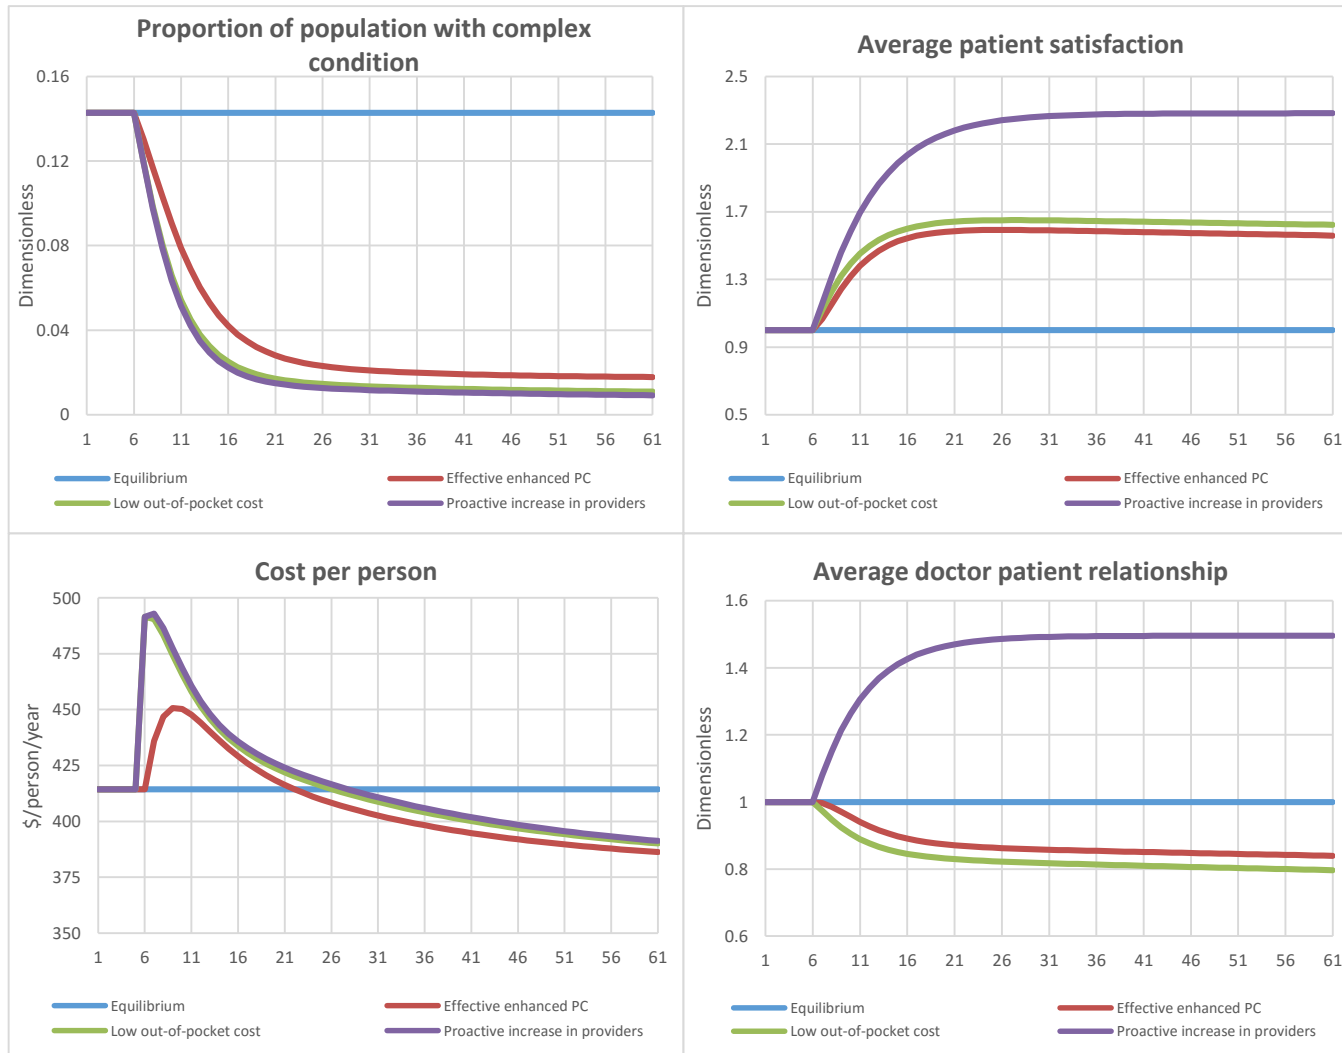 Proportion of population with complex
condition
Dimensionless
0.16
0.12
0.08
0.04
0
1 6 11 16 21 26 31 36 41 46 51 56 61
Equilibrium Effective enhanced PC
Low out-of-pocket cost Proactive increase in providers
Average patient satisfaction
Dimensionless
2.5
2.1
1.7
1.3
0.9
0.5
1 6 11 16 21 26 31 36 41 46 51 56 61
Equilibrium Effective enhanced PC
Low out-of-pocket cost Proactive increase in providers
Cost per person
$/person/year
500
475
450
425
400
375
350
1 6 11 16 21 26 31 36 41 46 51 56 61
Equilibrium Effective enhanced PC
Low out-of-pocket cost Proactive increase in providers
Average doctor patient relationship
Dimensionless
1.6
1.4
1.2
1
0.8
0.6
1 6 11 16 21 26 31 36 41 46 51 56 61
Equilibrium Effective enhanced PC
Low out-of-pocket cost Proactive increase in providers